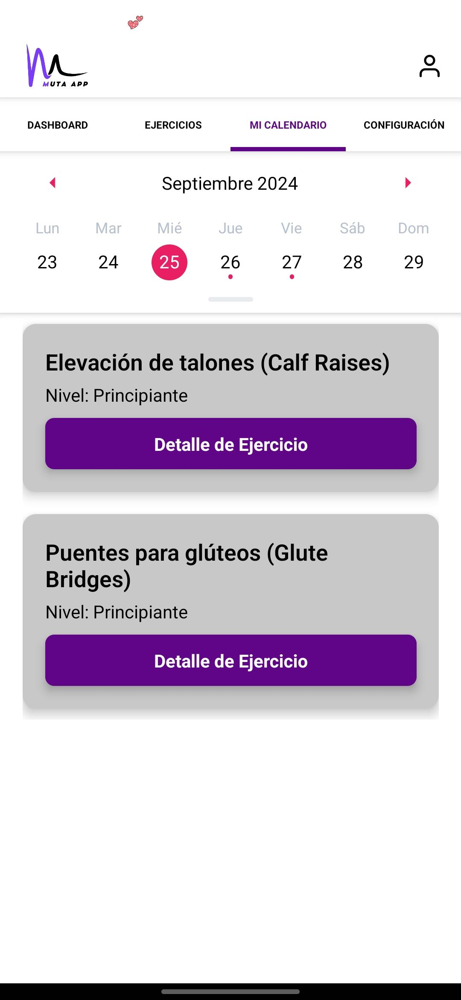 MUTA APP
DASHBOARD EJERCICIOS MI CALENDARIO CONFIGURACIÓN
Septiembre 2024
Lun Mar Mié Jue Vie Sáb Dom
23 24 25 26 27 28 29
Elevación de talones (Calf Raises)
Nivel: Principiante
Detalle de Ejercicio
Puentes para glúteos (Glute
Bridges)
Nivel: Principiante
Detalle de Ejercicio